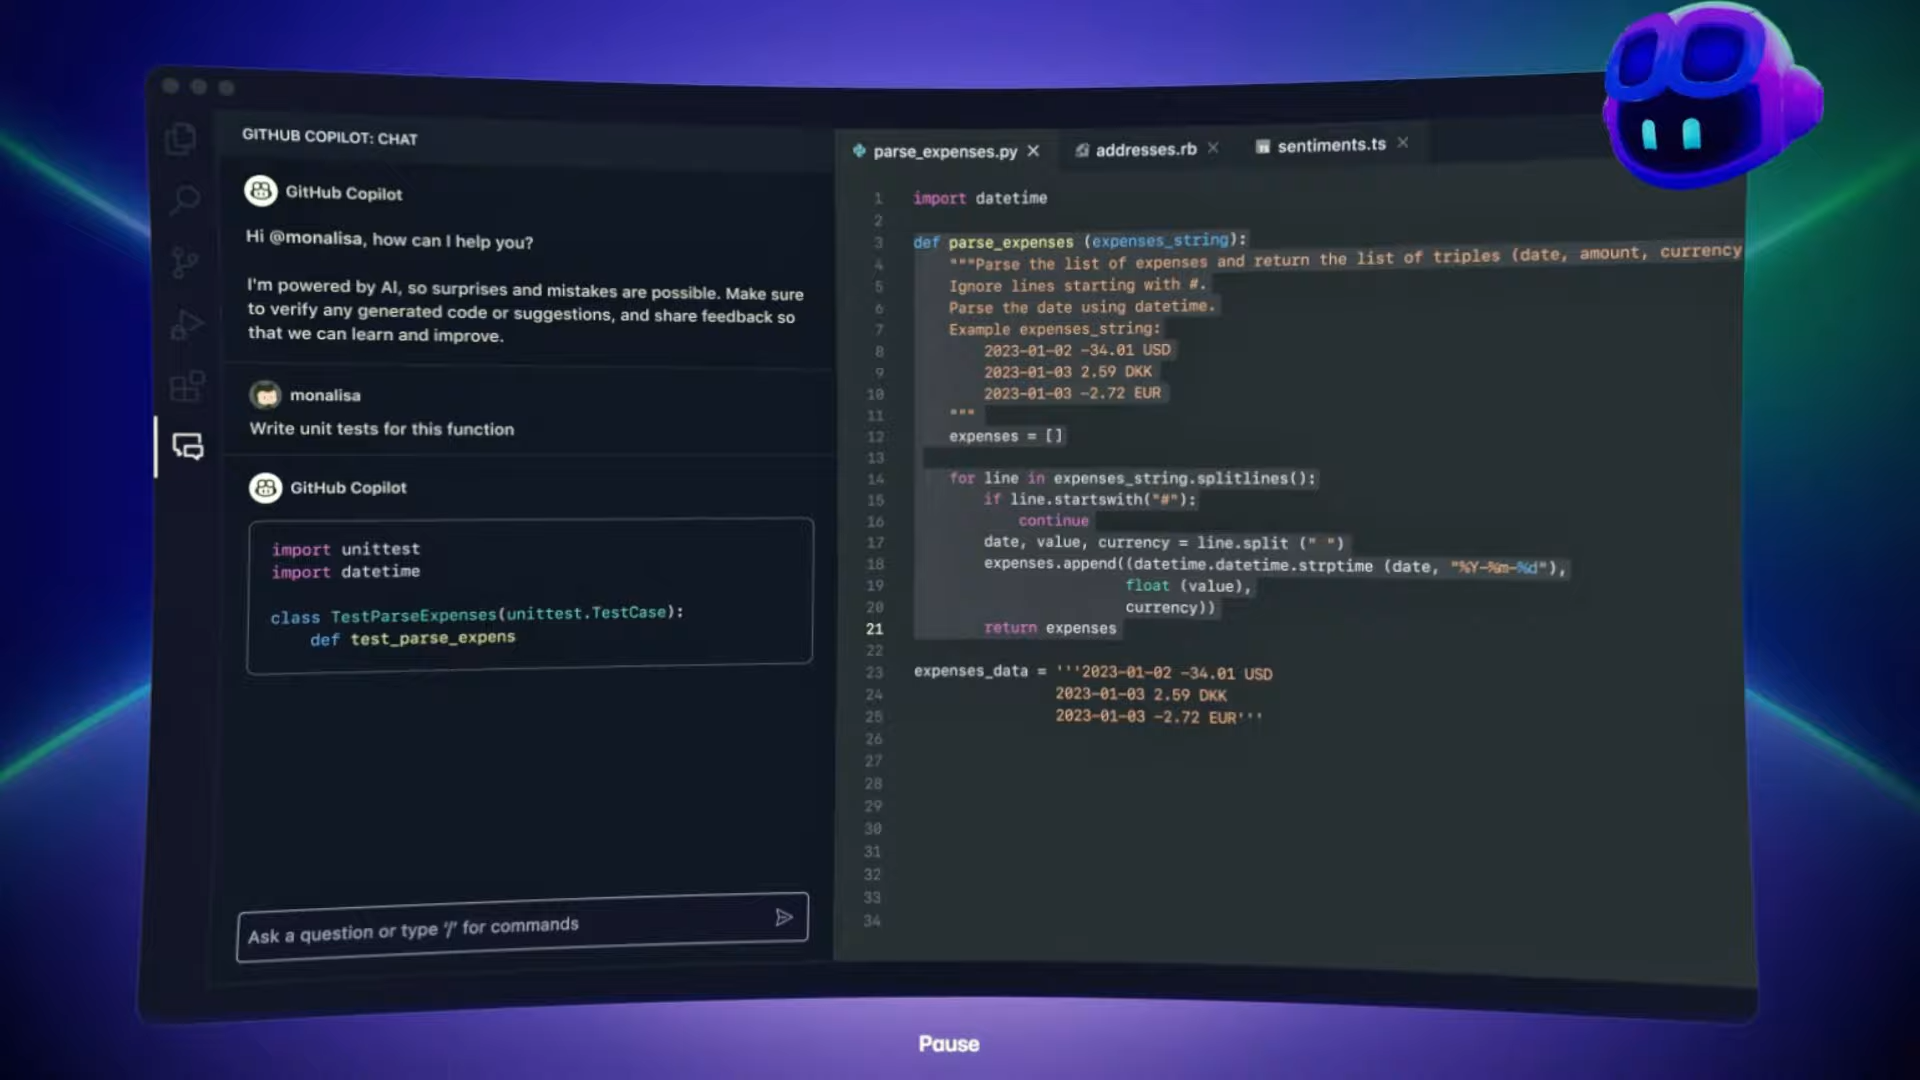 GITHUB COPILOT: CHAT
GitHub Copilot
Hi @monalisa, how can I help you?
I'm powered by AI, so surprises and mistakes are possible. Make sure
to verify any generated code or suggestions, and share feedback so
that we can learn and improve.
monalisa
Write unit tests for this function
GitHub Copilot
import unittest
import datetime
class TestParseExpenses(unittest.TestCase):
def test_parse_expens
Ask a question or type '/' for commands
parse_expenses.py
addresses.rb
sentiments.ts
1 import datetime
2
3 def parse_expenses (expenses_string):
4 """Parse the list of expenses and return the list of triples (date, amount, currency
5 Ignore lines starting with #.
6 Parse the date using datetime.
7 Example expenses_string:
8 2023-01-02 -34.01 USD
9 2023-01-03 2.59 DKK
10 2023-01-03 -2.72 EUR
11 """
12 expenses = []
13
14 for line in expenses_string.splitlines():
15 if line.startswith("#"):
16 continue
17 date, value, currency = line.split (" ")
18 expenses.append((datetime.datetime.strptime (date, "%Y-%m-%d"),
19 float (value),
20 currency))
21 return expenses
22
23 expenses_data = '''2023-01-02 -34.01 USD
24 2023-01-03 2.59 DKK
25 2023-01-03 -2.72 EUR'''
26
27
28
29
30
31
32
33
34
Pause